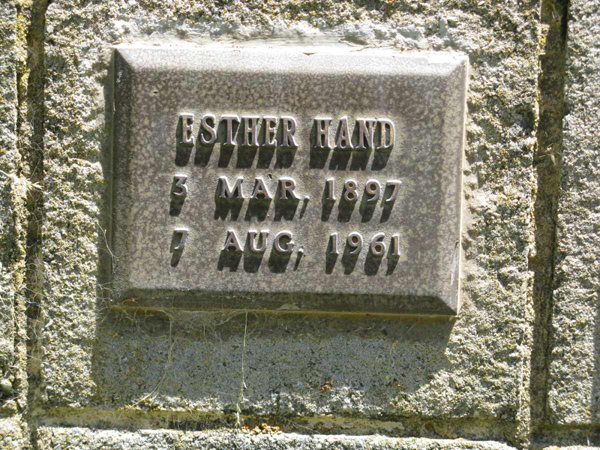 ESTHER HAND
3 MAR, 1897
7 AUG, 1961